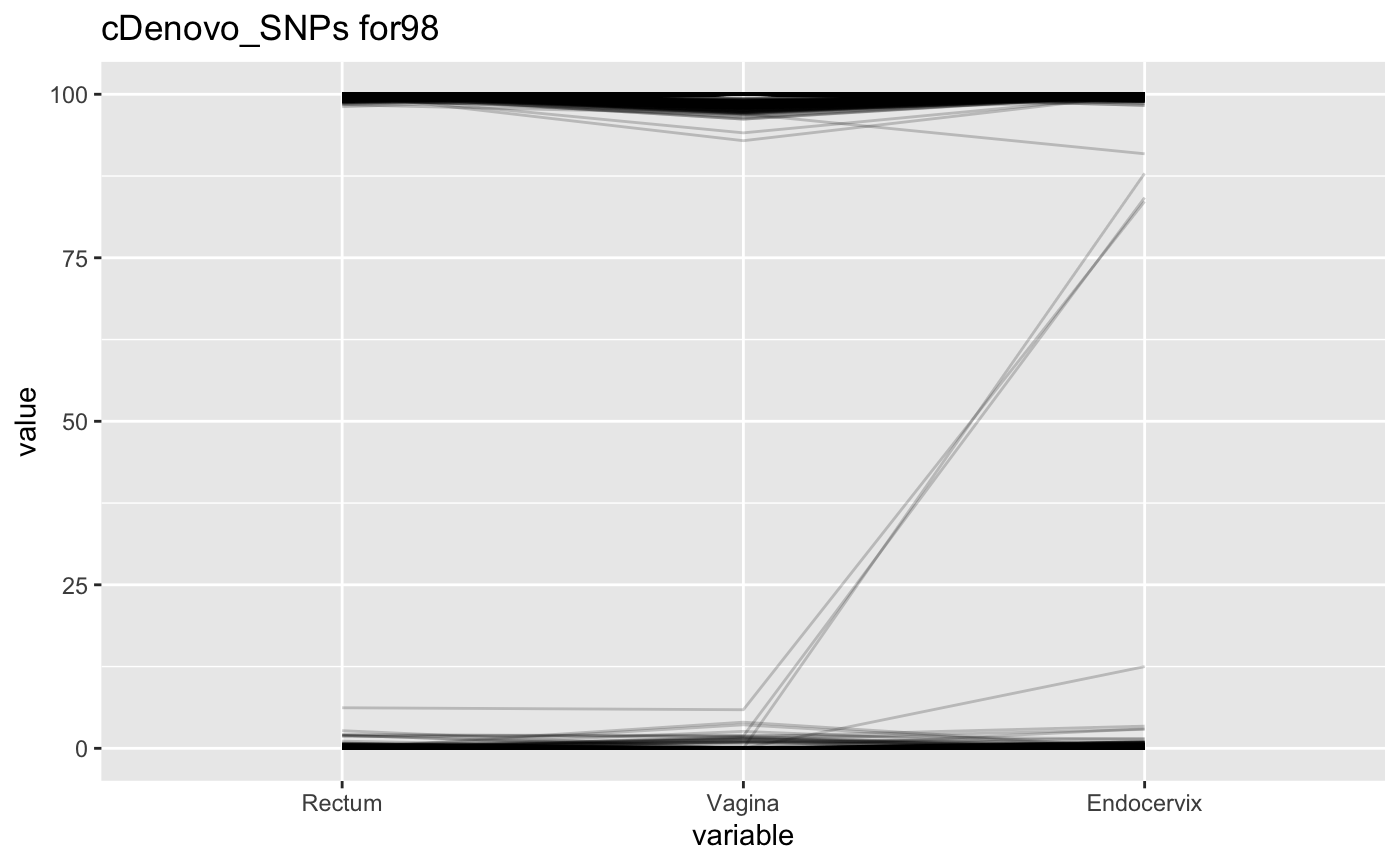 cDenovo_SNPs for98
100
75
50
25
0
value
Rectum
Vagina
Endocervix
variable